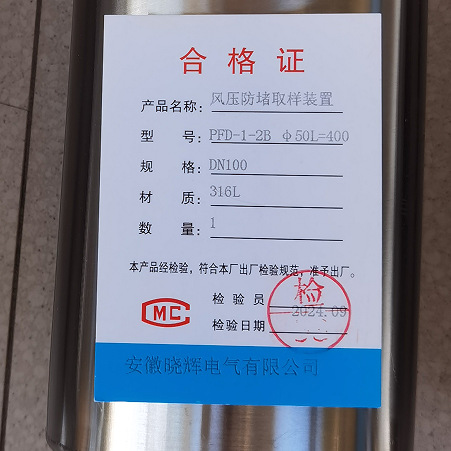 合格证
产品名称：风压防堵取样装置
型 号：PFD-1-2B φ50L=400
规 格：DN100
材 质：316L
数 量：1
本产品经检验，符合本厂出厂检验规范，准予出厂。
MC
检 验 员
检
检验日期 2024.09
安徽晓辉电气有限公司